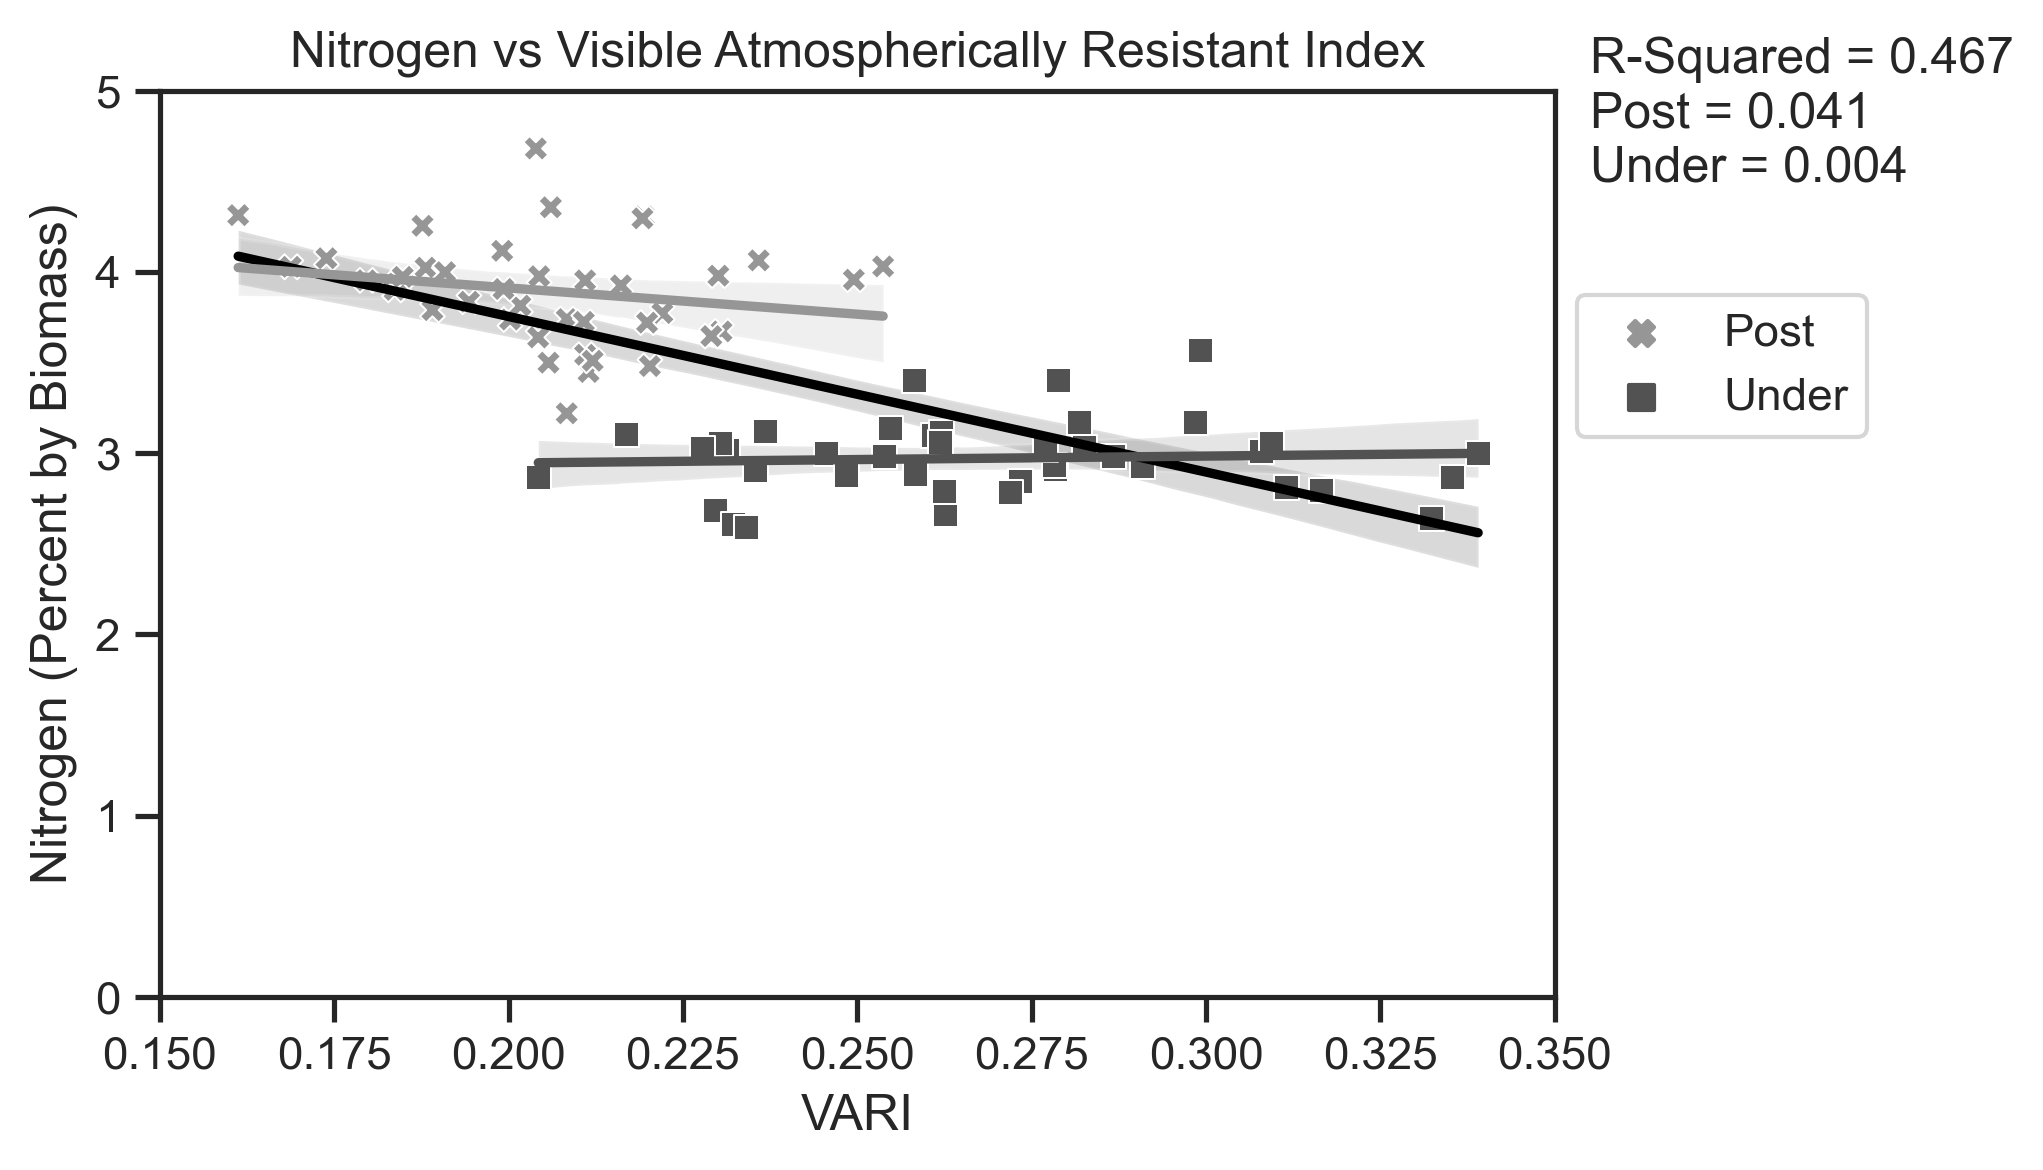 Nitrogen vs Visible Atmospherically Resistant Index
R-Squared = 0.467
Post = 0.041
Under = 0.004
Nitrogen (Percent by Biomass)
5
4
3
2
1
0
Post
Under
0.150 0.175 0.200 0.225 0.250 0.275 0.300 0.325 0.350
VARI